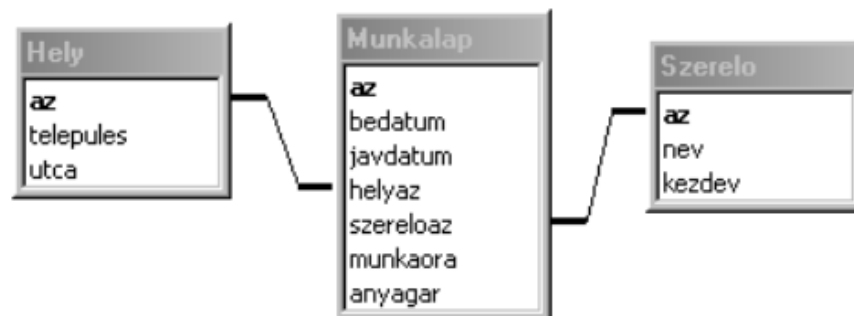 Hely
az
telepules
utca
Munkalap
az
bedatum
javdatum
helyaz
szereloaz
munkaora
anyagar
Szerelo
az
nev
kezdev